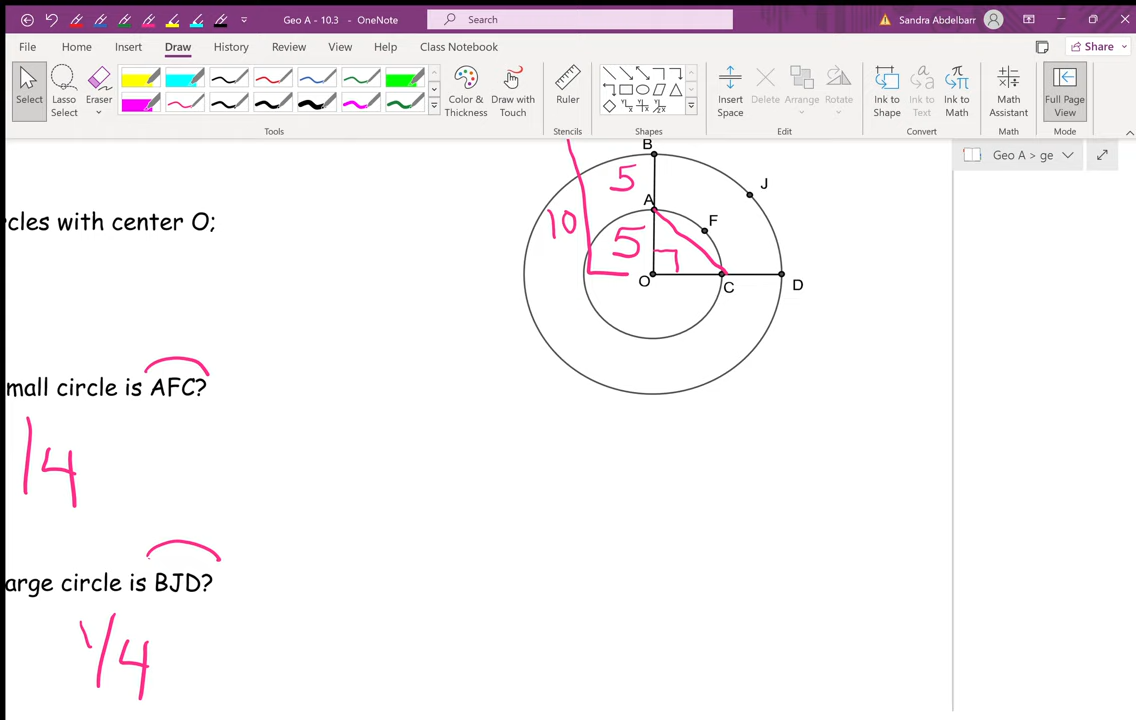 Geo A - 10.3 - OneNote
Search
Sandra Abdelbarr
File Home Insert Draw History Review View Help Class Notebook
Share
Select
Lasso Select
Eraser
Color & Thickness
Draw with Touch
Ruler
Insert Space
Delete
Arrange
Rotate
Ink to Shape
Ink to Text
Ink to Math
Math Assistant
Full Page View
Tools
Stencils
Shapes
Edit
Convert
Math
Mode
Geo A > ge
B
5
J
A
F
10
5
O
C
D
cles with center O;
mall circle is AFC?
/4
arge circle is BJD?
1/4